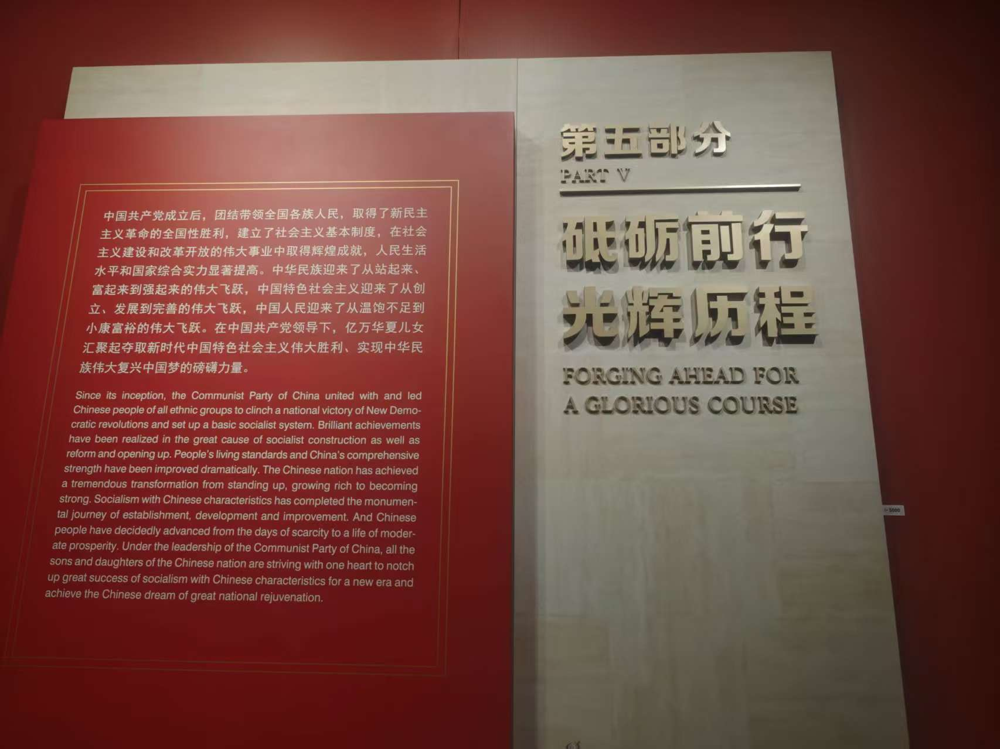 第五部分
PART V
砥砺前行
光辉历程
FORGING AHEAD FOR
A GLORIOUS COURSE
中国共产党成立后，团结带领全国各族人民，取得了新民主
主义革命的全国性胜利，建立了社会主义基本制度，在社会
主义建设和改革开放的伟大事业中取得辉煌成就，人民生活
水平和国家综合实力显著提高。中华民族迎来了从站起来、
富起来到强起来的伟大飞跃，中国特色社会主义迎来了从创
立、发展到完善的伟大飞跃，中国人民迎来了从温饱不足到
小康富裕的伟大飞跃。在中国共产党领导下，亿万华夏儿女
汇聚起夺取新时代中国特色社会主义伟大胜利、实现中华民
族伟大复兴中国梦的磅礴力量。
Since its inception, the Communist Party of China united with and led
Chinese people of all ethnic groups to clinch a national victory of New Demo-
cratic revolutions and set up a basic socialist system. Brilliant achievements
have been realized in the great cause of socialist construction as well as
reform and opening up. People's living standards and China's comprehensive
strength have been improved dramatically. The Chinese nation has achieved
a tremendous transformation from standing up, growing rich to becoming
strong. Socialism with Chinese characteristics has completed the monumen-
tal journey of establishment, development and improvement. And Chinese
people have decidedly advanced from the days of scarcity to a life of moder-
ate prosperity. Under the leadership of the Communist Party of China, all the
sons and daughters of the Chinese nation are striving with one heart to notch
up great success of socialism with Chinese characteristics for a new era and
achieve the Chinese dream of great national rejuvenation.
5000